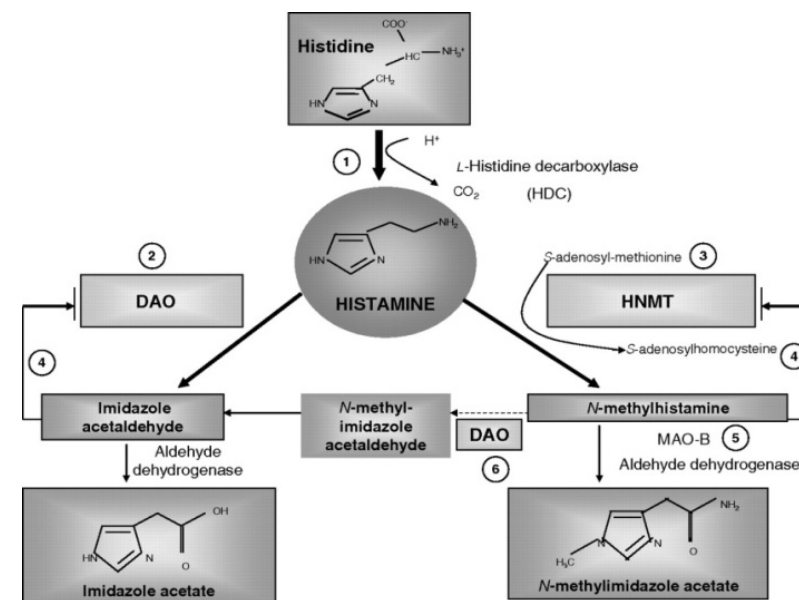 Histidine
COO-
HC
NH3+
CH2
HN
N
1
H+
L-Histidine decarboxylase
CO2
(HDC)
NH2
HN
N
HISTAMINE
2
DAO
S-adenosyl-methionine
3
HNMT
S-adenosylhomocysteine
4
4
Imidazole
acetaldehyde
N-methyl-
imidazole
acetaldehyde
DAO
6
N-methylhistamine
MAO-B
5
Aldehyde dehydrogenase
Aldehyde
dehydrogenase
OH
HN
N
O
Imidazole acetate
NH2
N
N
H3C
O
N-methylimidazole acetate